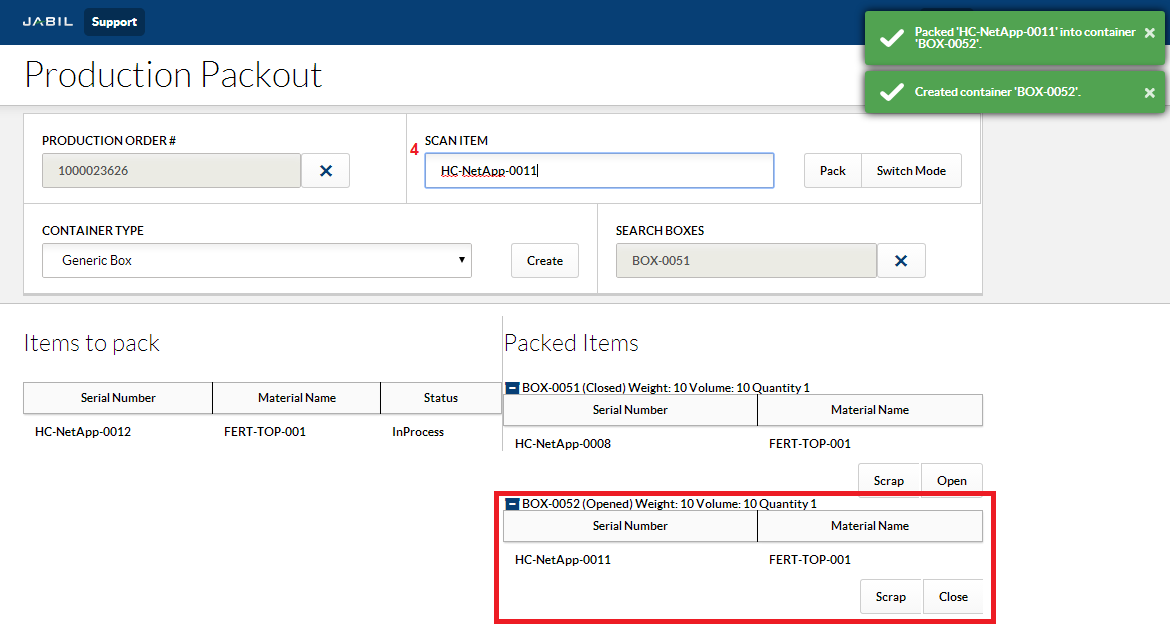 JABIL Support
Packed 'HC-NetApp-0011' into container
'BOX-0052'.
Created container 'BOX-0052'.
Production Packout
PRODUCTION ORDER #
1000023626
4 SCAN ITEM
HC-NetApp-0011
Pack Switch Mode
CONTAINER TYPE
Generic Box
Create
SEARCH BOXES
BOX-0051
Items to pack
Serial Number Material Name Status
HC-NetApp-0012 FERT-TOP-001 InProcess
Packed Items
BOX-0051 (Closed) Weight: 10 Volume: 10 Quantity 1
Serial Number Material Name
HC-NetApp-0008 FERT-TOP-001
Scrap Open
BOX-0052 (Opened) Weight: 10 Volume: 10 Quantity 1
Serial Number Material Name
HC-NetApp-0011 FERT-TOP-001
Scrap Close